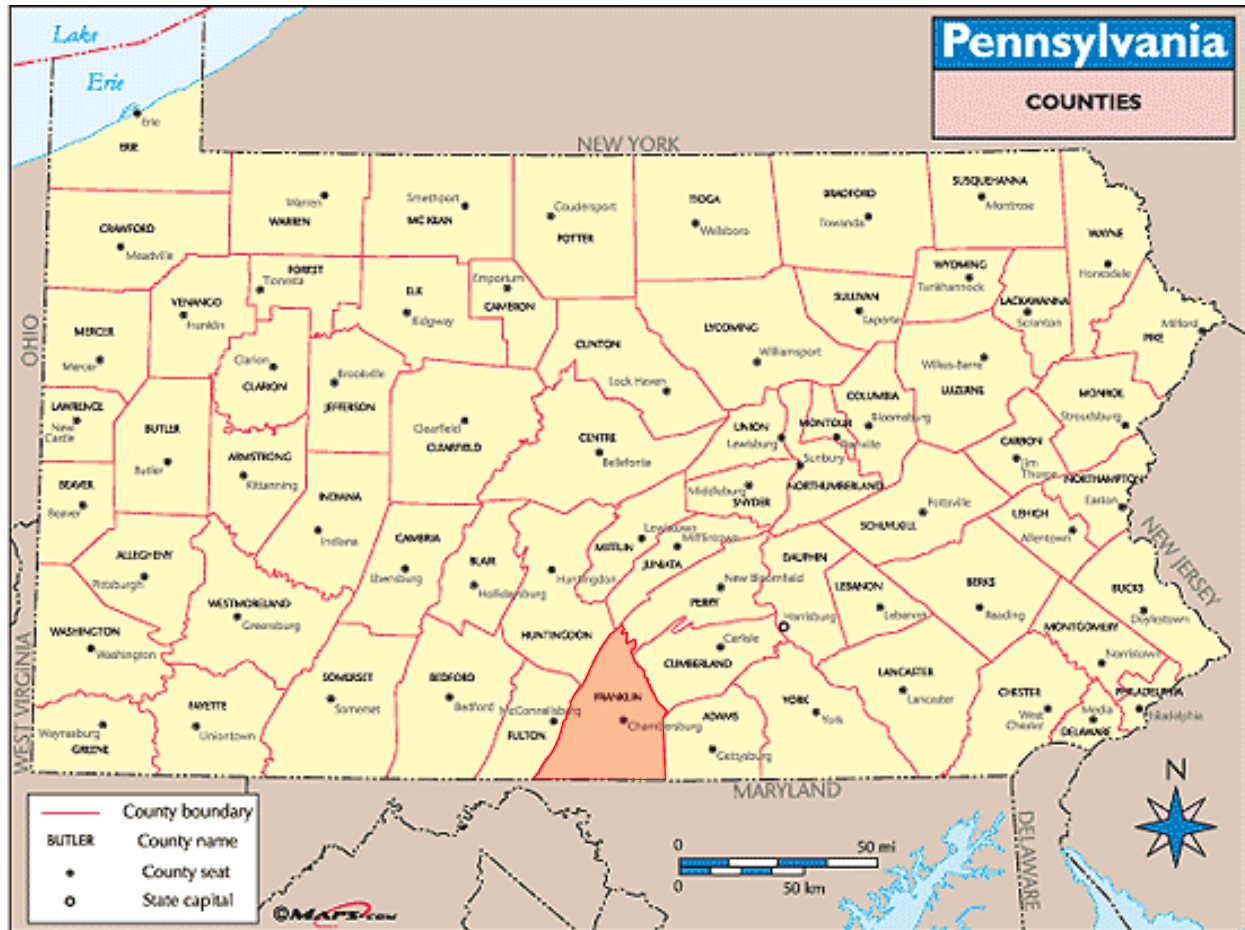 Lake
Erie
Pennsylvania
COUNTIES
NEW YORK
Erie
ERIE
Warren
WARREN
Smethport
MC KEAN
Coudersport
POTTER
TIOGA
Wellsboro
BRADFORD
Towanda
SUSQUEHANNA
Montrose
WAYNE
Honesdale
CRAWFORD
Meadville
FOREST
Tionesta
ELK
Ridgway
Emporium
CAMERON
WYOMING
Tunkhannock
LACKAWANNA
Scranton
SULLIVAN
Laporte
VENANGO
Franklin
MERCER
Mercer
OHIO
Clarion
CLARION
Brookville
JEFFERSON
CLINTON
Lock Haven
LYCOMING
Williamsport
Wilkes-Barre
LUZERNE
Milford
PIKE
MONROE
Stroudsburg
LAWRENCE
New
Castle
BUTLER
Butler
ARMSTRONG
Kittanning
Clearfield
CLEARFIELD
CENTRE
Bellefonte
UNION
Lewisburg
MONTOUR
Danville
COLUMBIA
Bloomsburg
CARBON
Jim
Thorpe
BEAVER
Beaver
INDIANA
Indiana
Middleburg
SNYDER
Sunbury
NORTHUMBERLAND
Pottsville
SCHUYLKILL
NORTHAMPTON
Easton
LEHIGH
Allentown
NEW JERSEY
ALLEGHENY
Pittsburgh
CAMBRIA
Ebensburg
BLAIR
Hollidaysburg
Huntingdon
HUNTINGDON
MIFFLIN
Lewistown
JUNIATA
Mifflintown
DAUPHIN
Harrisburg
LEBANON
Lebanon
BERKS
Reading
BUCKS
Doylestown
WESTMORELAND
Greensburg
PERRY
New Bloomfield
Carlisle
CUMBERLAND
MONTGOMERY
Norristown
WASHINGTON
Washington
WEST VIRGINIA
SOMERSET
Somerset
BEDFORD
Bedford
McConnellsburg
FULTON
FRANKLIN
Chambersburg
ADAMS
Gettysburg
YORK
York
LANCASTER
Lancaster
CHESTER
West
Chester
Media
DELAWARE
PHILADELPHIA
Philadelphia
Waynesburg
GREENE
FAYETTE
Uniontown
MARYLAND
DELAWARE
N
County boundary
BUTLER County name
County seat
State capital
0 50 mi
0 50 km
©MAPS.COM